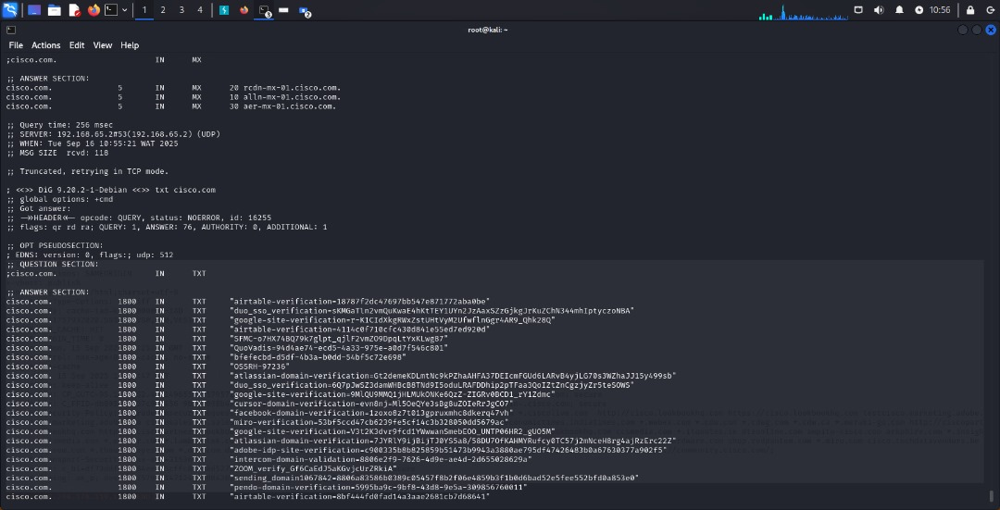 1 2 3 4 5 2 10:56
root@kali: ~
File Actions Edit View Help
;cisco.com. IN MX
;; ANSWER SECTION:
cisco.com. 5 IN MX 20 rcdn-mx-01.cisco.com.
cisco.com. 5 IN MX 10 alln-mx-01.cisco.com.
cisco.com. 5 IN MX 30 aer-mx-01.cisco.com.
;; Query time: 256 msec
;; SERVER: 192.168.65.2#53(192.168.65.2) (UDP)
;; WHEN: Tue Sep 16 10:55:21 WAT 2025
;; MSG SIZE rcvd: 118
;; Truncated, retrying in TCP mode.
; <<>> DiG 9.20.2-1-Debian <<>> txt cisco.com
;; global options: +cmd
;; Got answer:
;; ->>HEADER<<- opcode: QUERY, status: NOERROR, id: 16255
;; flags: qr rd ra; QUERY: 1, ANSWER: 76, AUTHORITY: 0, ADDITIONAL: 1
;; OPT PSEUDOSECTION:
; EDNS: version: 0, flags:; udp: 512
;; QUESTION SECTION:
;cisco.com. IN TXT
;; ANSWER SECTION:
cisco.com. 1800 IN TXT "airtable-verification=18787f2dc47697bb547e871772aba0be"
cisco.com. 1800 IN TXT "duo_sso_verification=sKMGaTln2vmQuKwaE4hKtTEY1UYn2JzAaxSZzGjkgJrKuZChN344mhIptyczoNBA"
cisco.com. 1800 IN TXT "google-site-verification=r-K1CIdXkgRWxZstUHtVyM2UfwflnGgr4AR9_Qhk28Q"
cisco.com. 1800 IN TXT "airtable-verification=4114c0f710cfc430d841e55ed7ed920d"
cisco.com. 1800 IN TXT "SFMC-o7HX74BQ79k7glpt_qjlF2vmZO9DpqLtYxKLwg87"
cisco.com. 1800 IN TXT "QuoVadis=94d4ae74-ecd5-4a33-975e-a0d7f546c801"
cisco.com. 1800 IN TXT "bfefecbd-d5df-4b3a-b0dd-54bf5c72e698"
cisco.com. 1800 IN TXT "OSSRH-97236"
cisco.com. 1800 IN TXT "atlassian-domain-verification=Gt2demeKDLmtNc9kPZhaAHFA37DEIcmFGUd6LARvB4yjLG70s3WZhaJJ15y499sb"
cisco.com. 1800 IN TXT "duo_sso_verification=6Q7pJwSZ3damWHBcB8TNd9I5oduLRAFDDhip2pTFaa3QoIZtZnCgzjyZr5te5OWS"
cisco.com. 1800 IN TXT "google-site-verification=9MlQU9MMQ1jHLMUkONKe6QzZ-ZIGRv0BCD1_rY1Zdmc"
cisco.com. 1800 IN TXT "cursor-domain-verification-evn8nj=Ml5OeQYeJsBg8uZOIeRrJgCO7"
cisco.com. 1800 IN TXT "facebook-domain-verification=1zoxo8z7t013gpruxmhc8dkerq47vh"
cisco.com. 1800 IN TXT "miro-verification=53bf5ccd47cb6239fe5cf14c3b328050dd5679ac"
cisco.com. 1800 IN TXT "google-site-verification=V3t2K3dvr9fcd1YWwwanSmebEOO_UNTP06HR2_gUO5M"
cisco.com. 1800 IN TXT "atlassian-domain-verification=7JYRlY9ijBijTJ0YS5a8/58DU7OfKAHMYRufcy0TC57j2mNceH8rg4ajRzErc22Z"
cisco.com. 1800 IN TXT "adobe-idp-site-verification=c900335b8b825859b51473b9943a3880ae795df47426483b0a67630377a902f5"
cisco.com. 1800 IN TXT "intercom-domain-validation=8806e2f9-7626-4d9e-ae4d-2d655028629a"
cisco.com. 1800 IN TXT "ZOOM_verify_Gf6CaEdJ5aKGvjcUrZRkiA"
cisco.com. 1800 IN TXT "sending_domain1067842=8806a83586b0389c05457f8b2f06e4859b3f1b0d6bad52e5fee552bfd0a853e0"
cisco.com. 1800 IN TXT "pendo-domain-verification=5995ba9c-9bf8-43d8-9e5a-309856760011"
cisco.com. 1800 IN TXT "airtable-verification=8bf444fd0fad14a3aae2681cb7d68641"